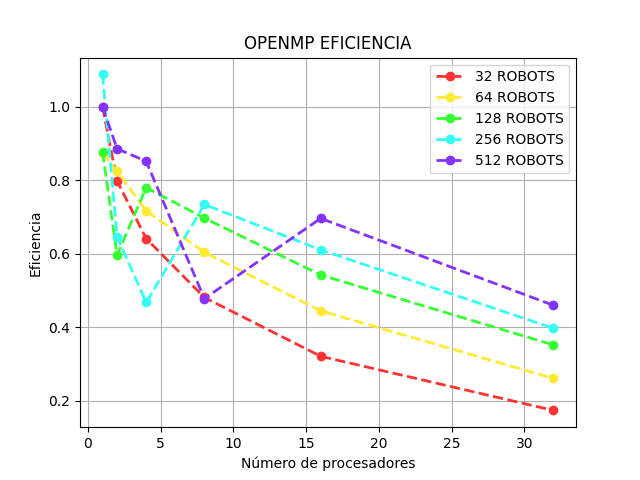 OPENMP EFICIENCIA
32 ROBOTS
64 ROBOTS
128 ROBOTS
256 ROBOTS
512 ROBOTS
Eficiencia
1.0
0.8
0.6
0.4
0.2
0 5 10 15 20 25 30
Número de procesadores